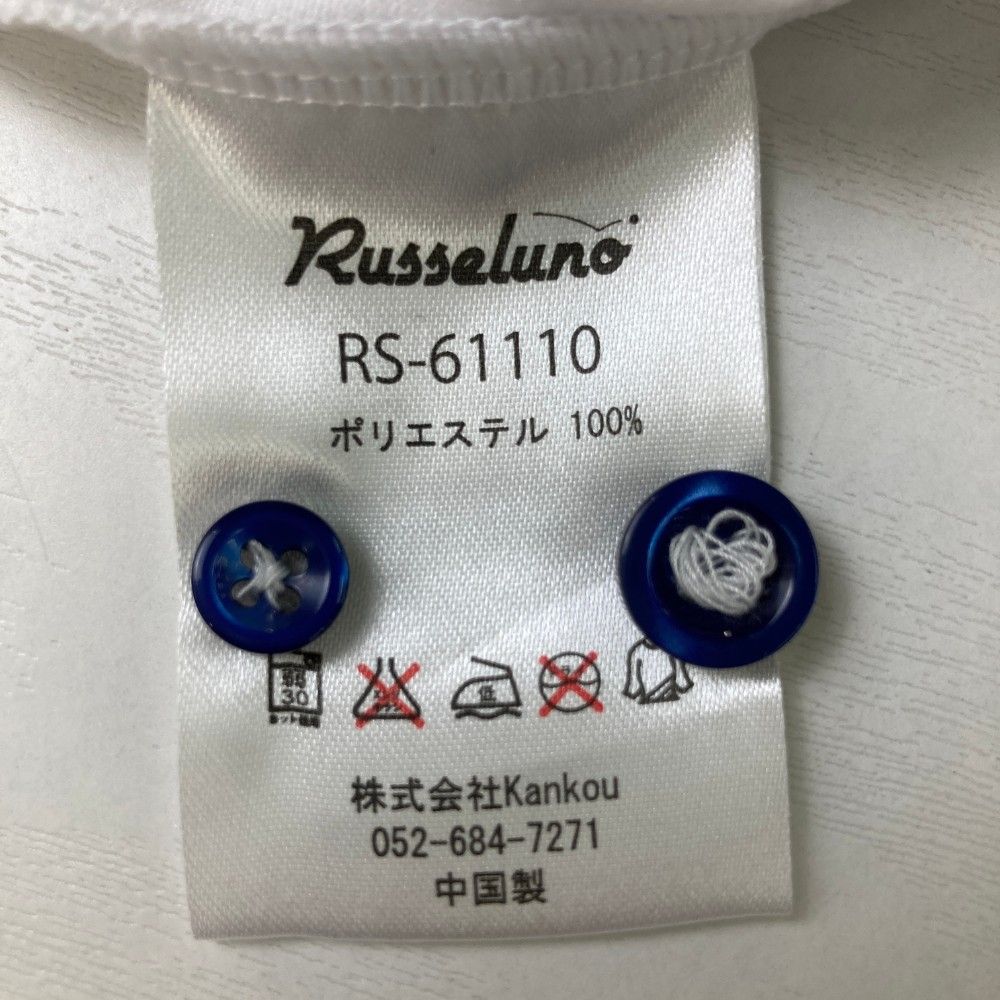 Russeluno
RS-61110
ポリエステル 100%
30
低
株式会社Kankou
052-684-7271
中国製